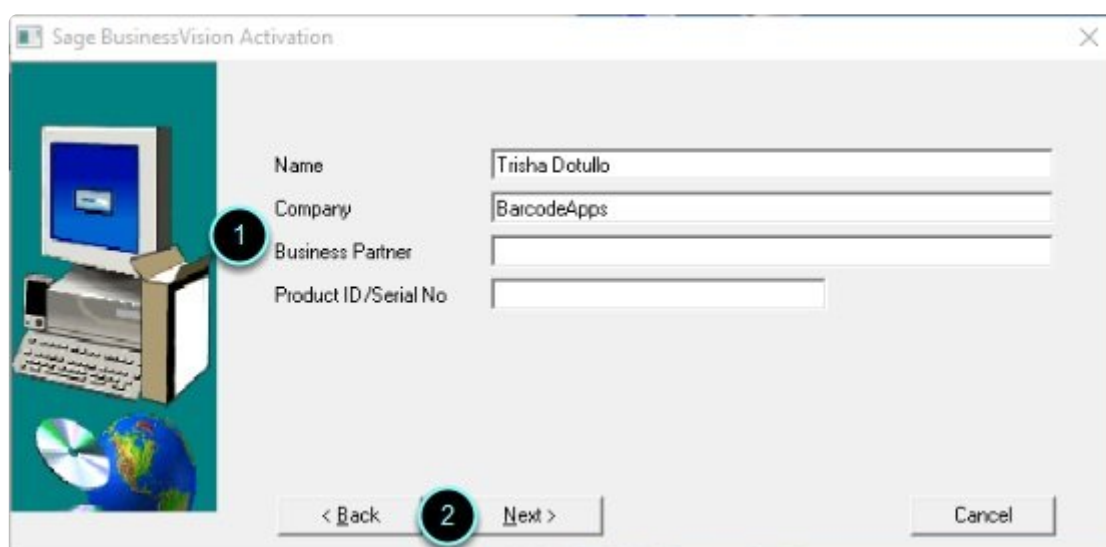 Sage BusinessVision Activation
Name Trisha Dotullo
Company BarcodeApps
1
Business Partner
Product ID/Serial No
< Back 2 Next > Cancel